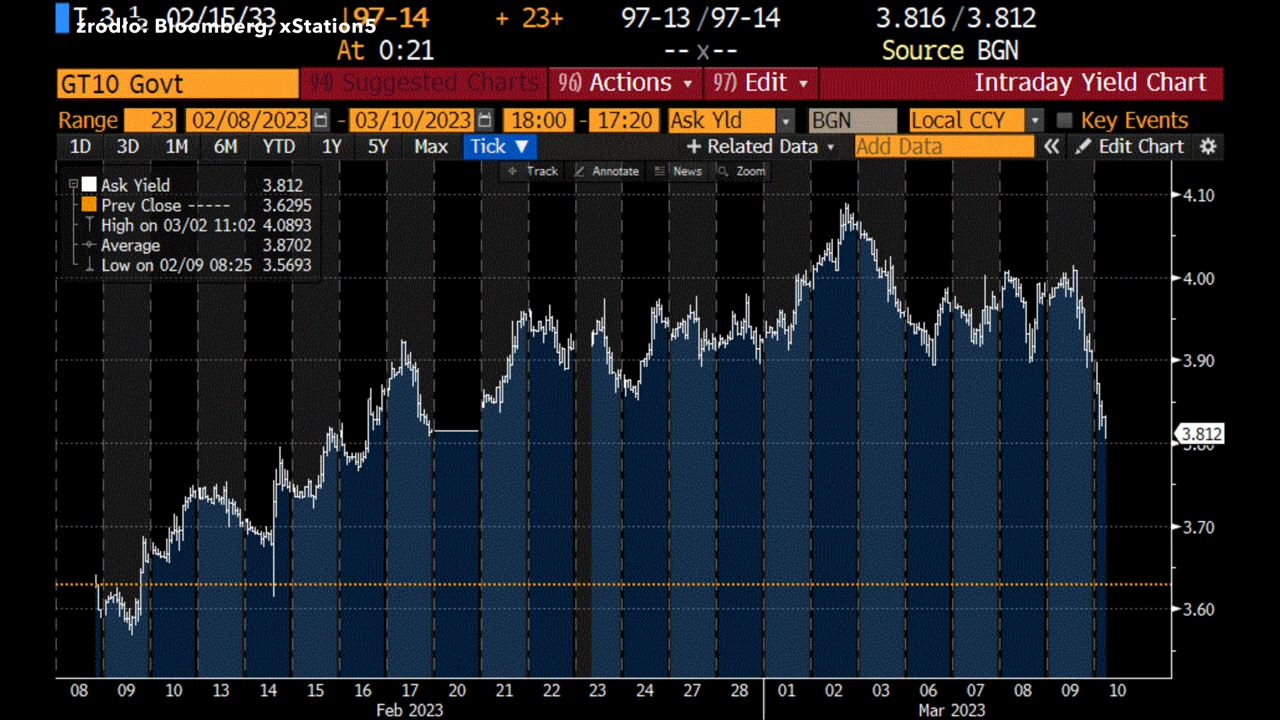 T 3 ½ 02/15/33 ↓97-14 + 23+ 97-13 / 97-14 3.816 / 3.812
źródło: Bloomberg, xStation5
At 0:21 -- x -- Source BGN
GT10 Govt 94) Suggested Charts 96) Actions 97) Edit Intraday Yield Chart
Range 23 02/08/2023 - 03/10/2023 18:00 - 17:20 Ask Yld BGN Local CCY Key Events
1D 3D 1M 6M YTD 1Y 5Y Max Tick ▼ + Related Data Add Data « Edit Chart
Track Annotate News Zoom
Ask Yield 3.812
Prev Close ----- 3.6295
High on 03/02 11:02 4.0893
Average 3.8702
Low on 02/09 08:25 3.5693
4.10
4.00
3.90
3.812
3.80
3.70
3.60
08 09 10 13 14 15 16 17 20 21 22 23 24 27 28 01 02 03 06 07 08 09 10
Feb 2023 Mar 2023